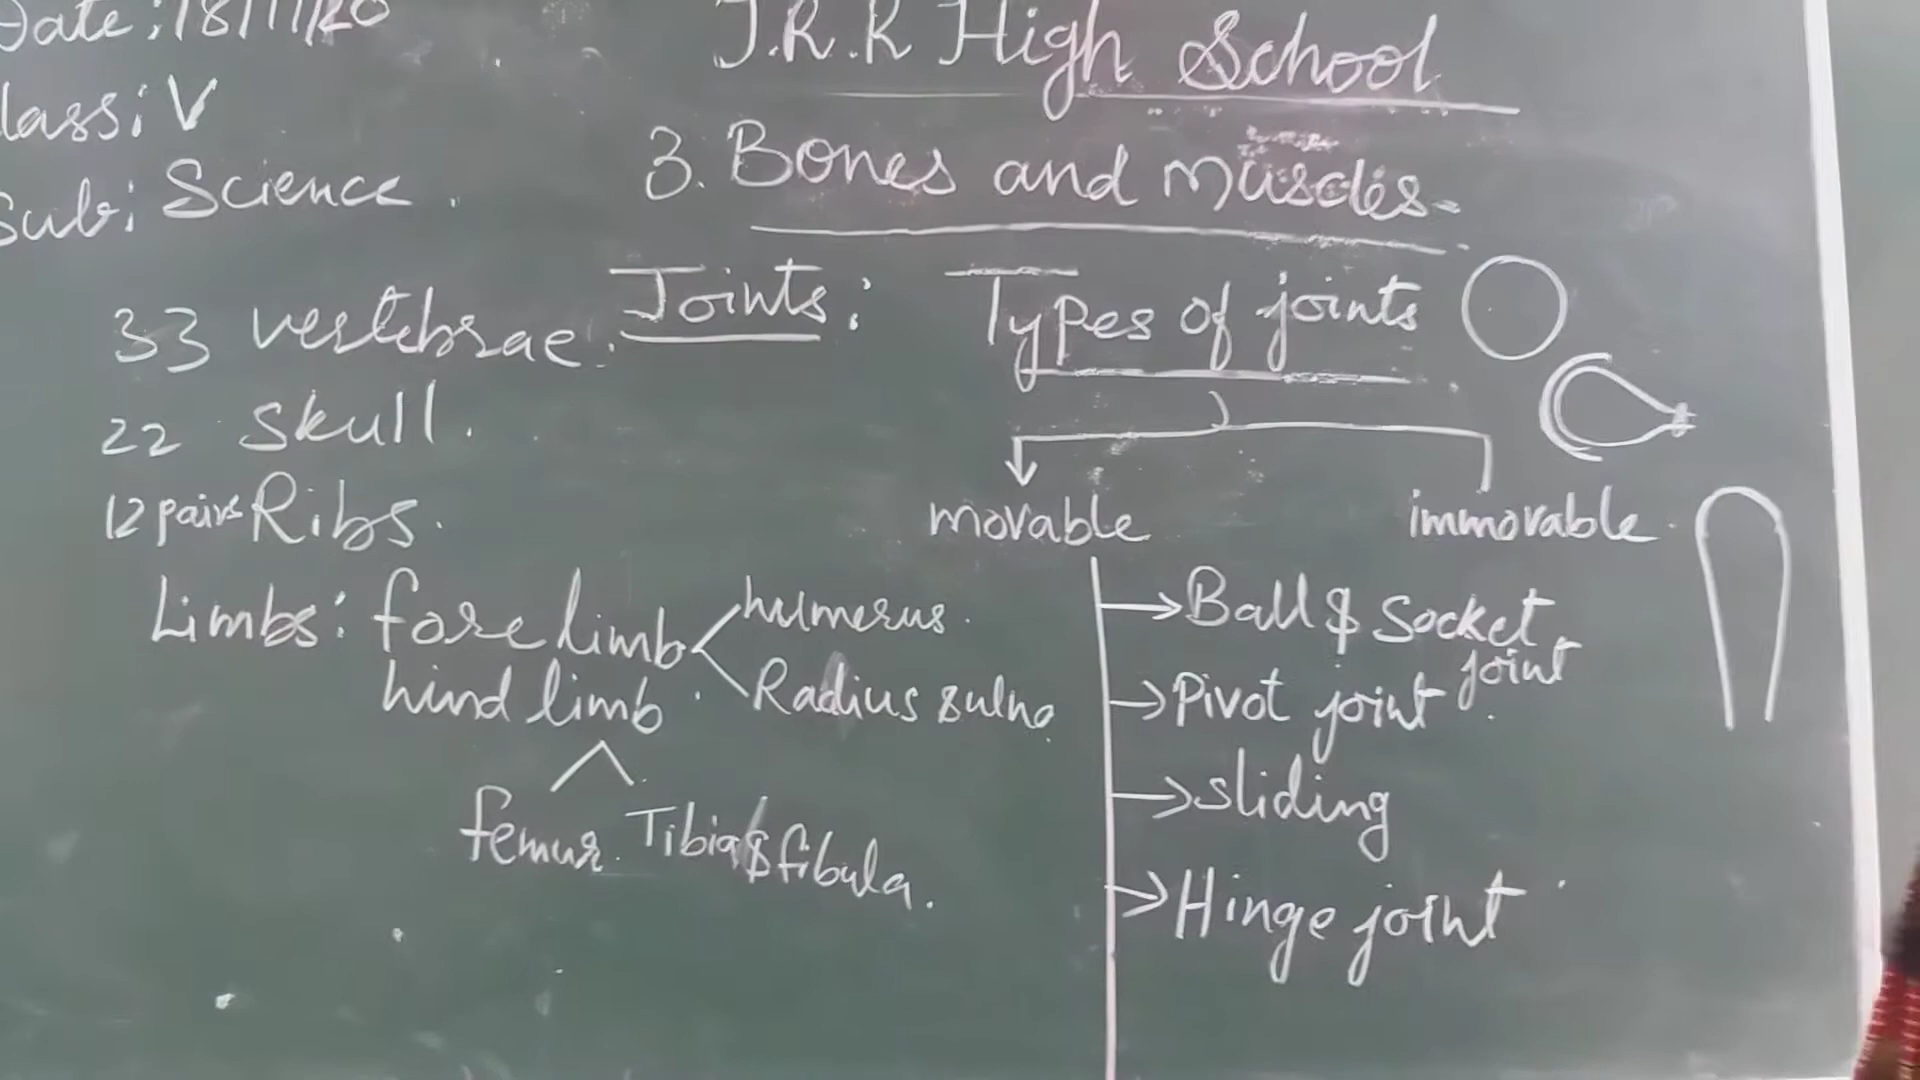 Date: 18/11/20
J.R.R High School
Class: V
Sub: Science.
3. Bones and Muscles.
33 vertebrae.
22 Skull.
12 pairs Ribs.
Limbs: fore limb
humerus.
Radius & ulna
hind limb.
femur. Tibia & fibula.
Joints: Types of joints
movable immovable
→ Ball & Socket joint
→ Pivot joint
→ sliding
→ Hinge joint